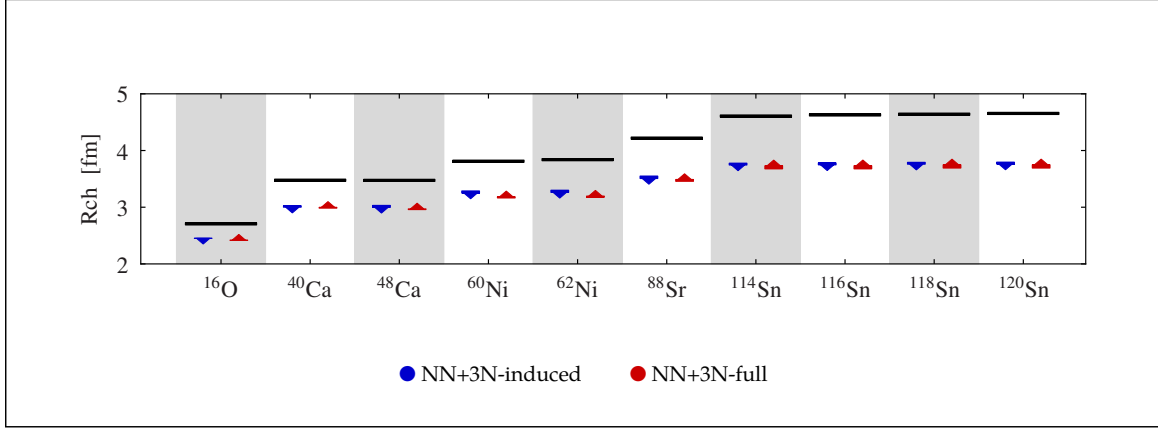 5
4
3
2
Rch [fm]
¹⁶O ⁴⁰Ca ⁴⁸Ca ⁶⁰Ni ⁶²Ni ⁸⁸Sr ¹¹⁴Sn ¹¹⁶Sn ¹¹⁸Sn ¹²⁰Sn
NN+3N-induced NN+3N-full